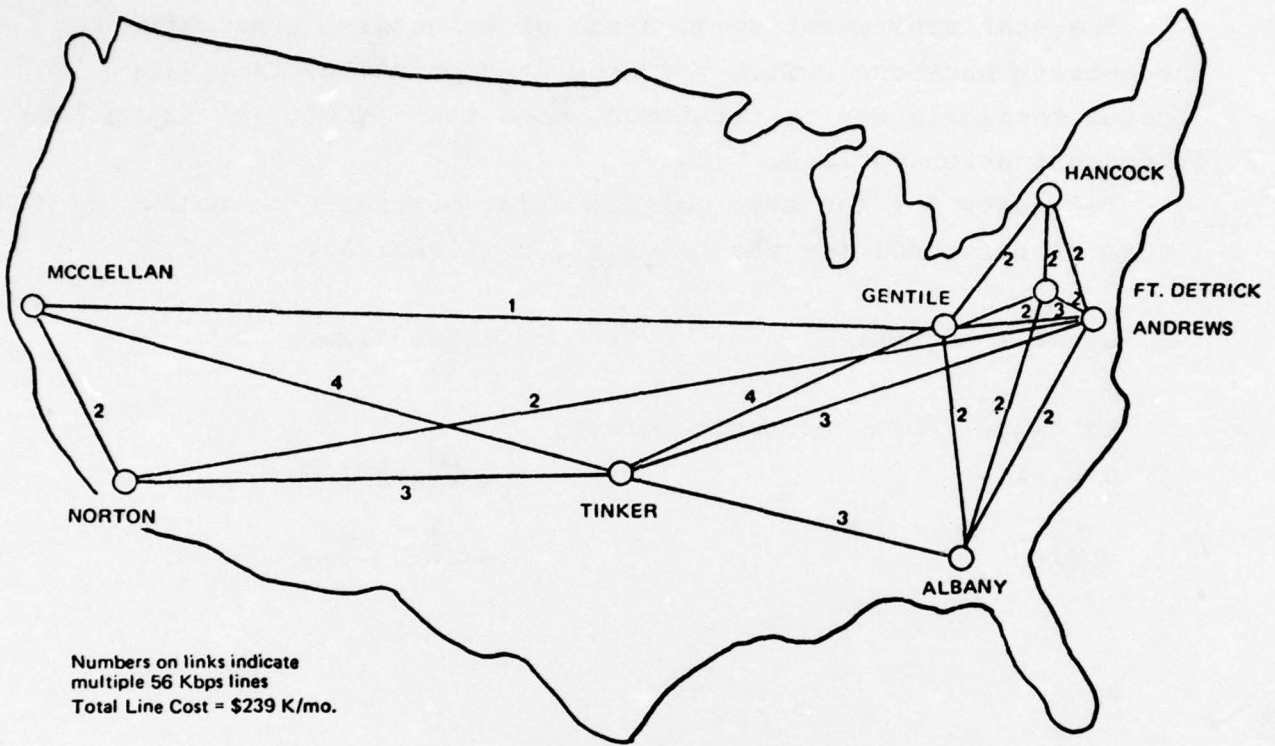 HANCOCK
MCCLELLAN
2
2
2
GENTILE
FT. DETRICK
1
2
2
3
ANDREWS
4
2
4
3
2
2
2
2
3
NORTON
TINKER
3
ALBANY
Numbers on links indicate
multiple 56 Kbps lines
Total Line Cost = $239 K/mo.